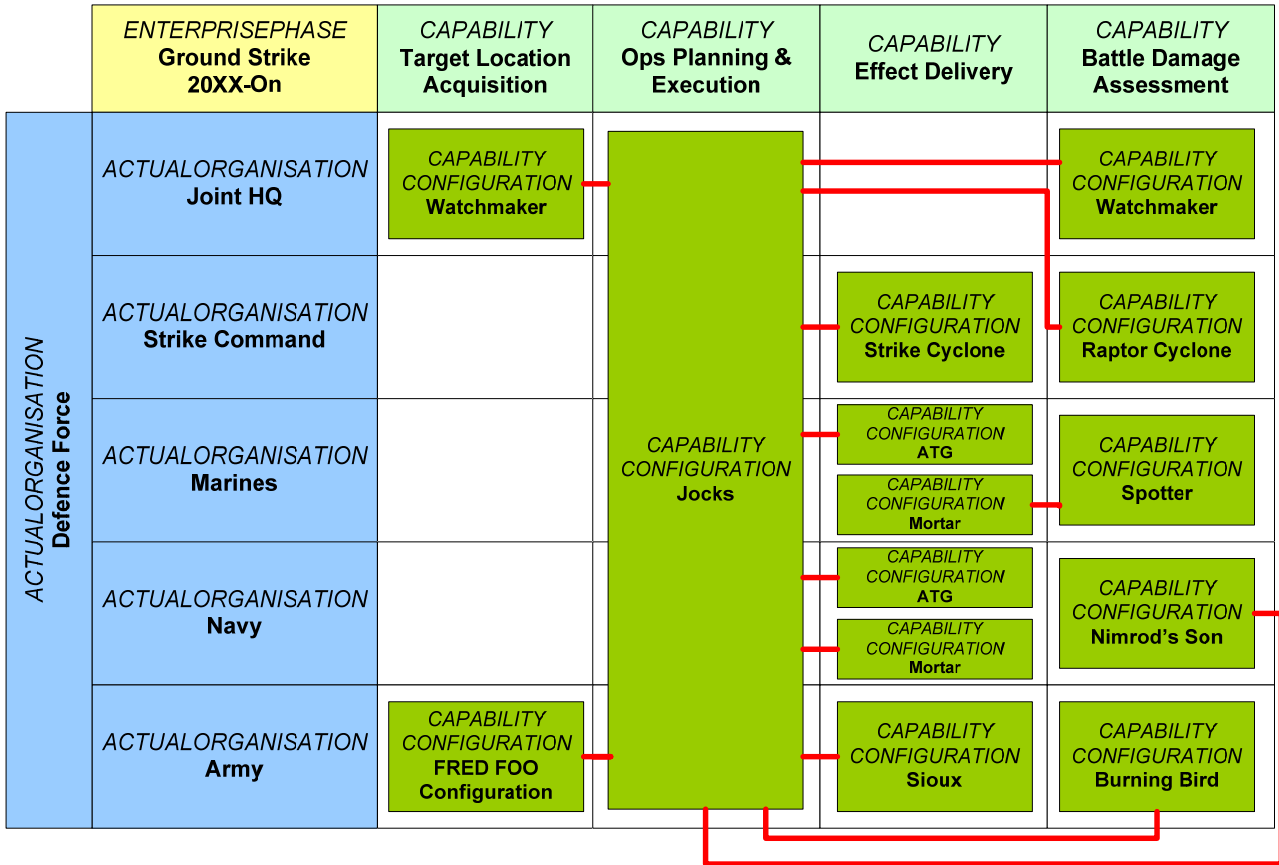 ENTERPRISEPHASE
Ground Strike
20XX-On
CAPABILITY
Target Location
Acquisition
CAPABILITY
Ops Planning &
Execution
CAPABILITY
Effect Delivery
CAPABILITY
Battle Damage
Assessment
ACTUALORGANISATION
Defence Force
ACTUALORGANISATION
Joint HQ
CAPABILITY
CONFIGURATION
Watchmaker
CAPABILITY
CONFIGURATION
Jocks
CAPABILITY
CONFIGURATION
Watchmaker
ACTUALORGANISATION
Strike Command
CAPABILITY
CONFIGURATION
Strike Cyclone
CAPABILITY
CONFIGURATION
Raptor Cyclone
ACTUALORGANISATION
Marines
CAPABILITY
CONFIGURATION
ATG
CAPABILITY
CONFIGURATION
Mortar
CAPABILITY
CONFIGURATION
Spotter
ACTUALORGANISATION
Navy
CAPABILITY
CONFIGURATION
ATG
CAPABILITY
CONFIGURATION
Mortar
CAPABILITY
CONFIGURATION
Nimrod's Son
ACTUALORGANISATION
Army
CAPABILITY
CONFIGURATION
FRED FOO
Configuration
CAPABILITY
CONFIGURATION
Sioux
CAPABILITY
CONFIGURATION
Burning Bird